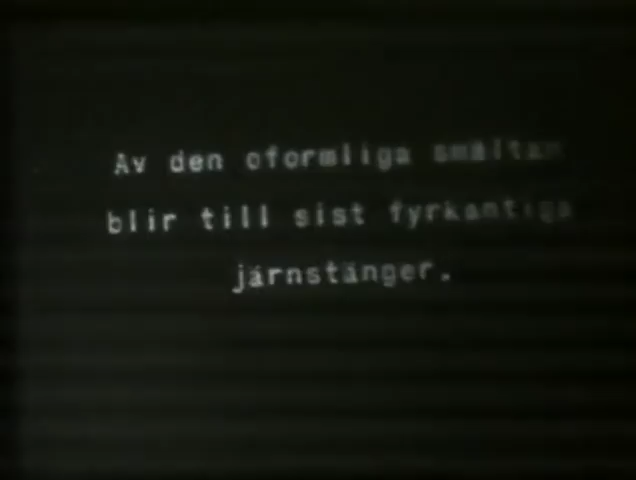 Av den oformliga smältan
blir till sist fyrkantiga
järnstänger.